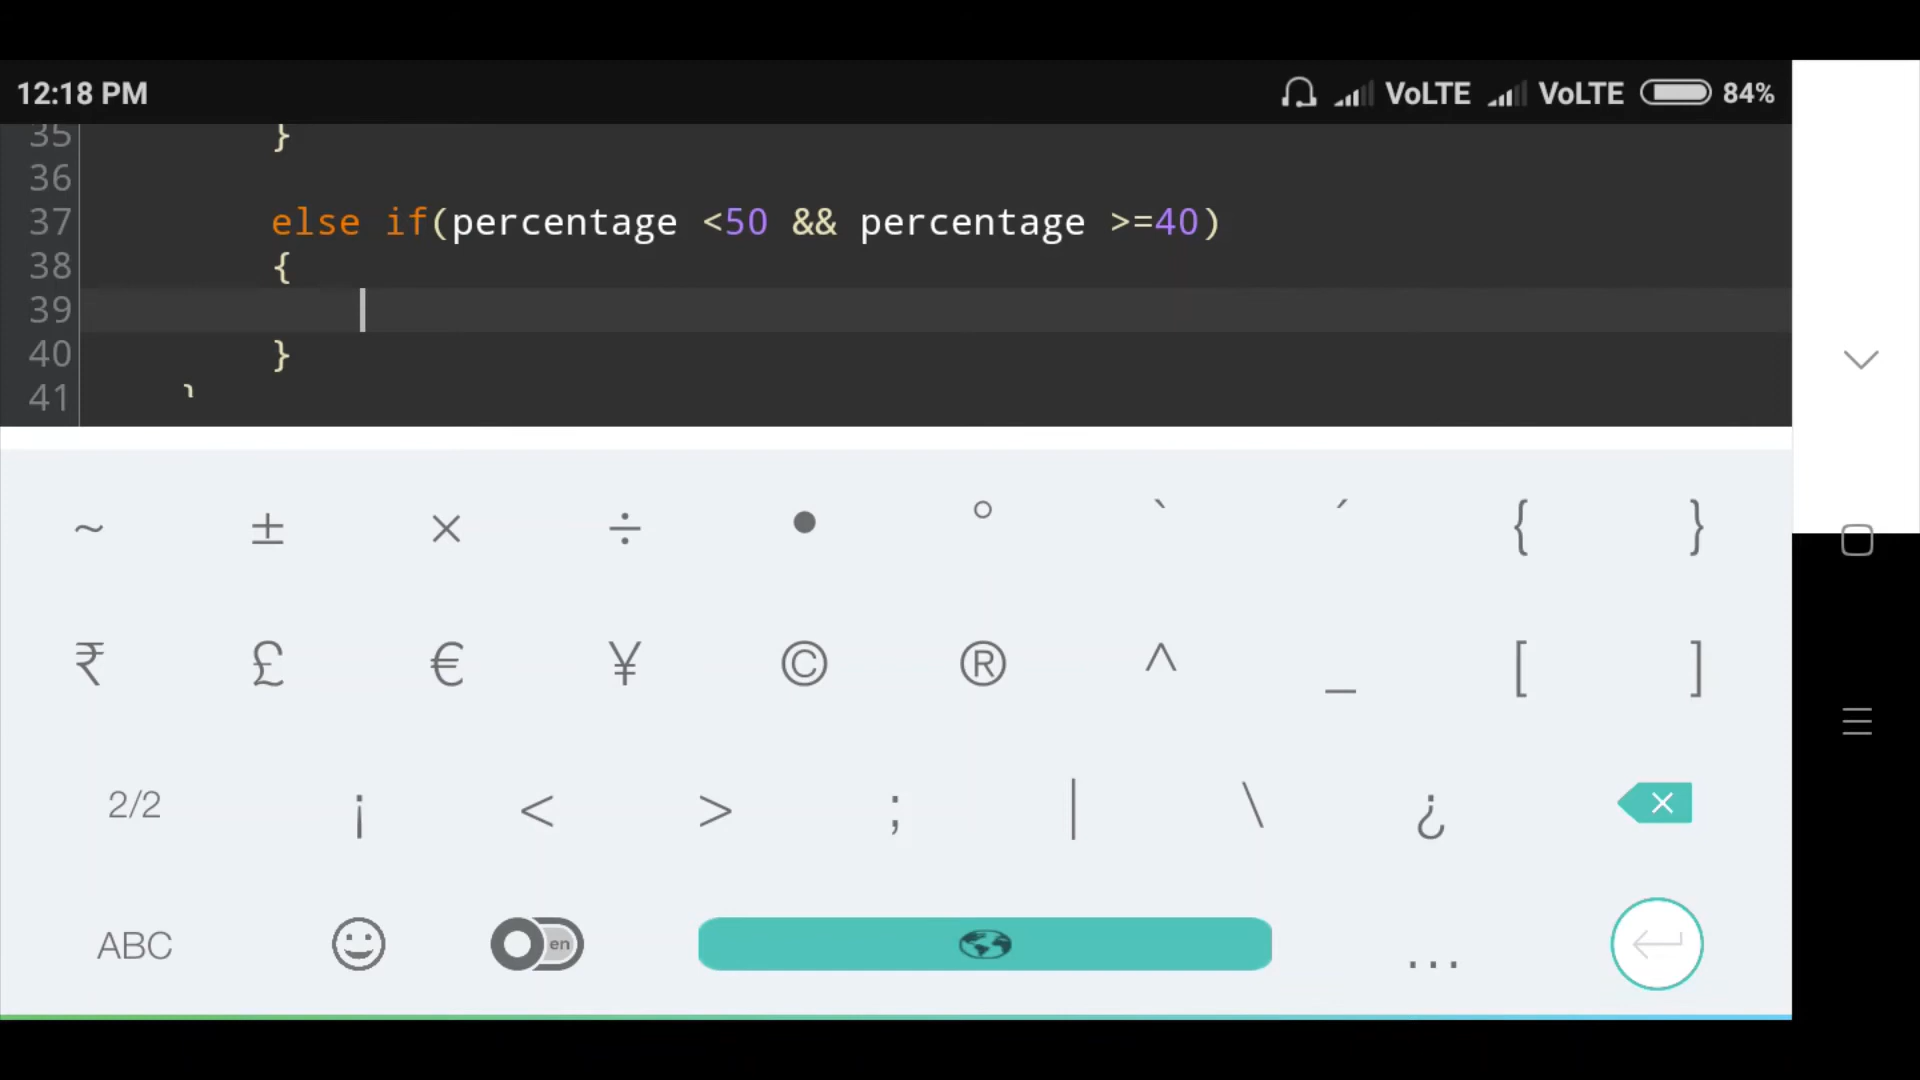 12:18 PM VoLTE VoLTE 84%
35 }
36
37 else if(percentage <50 && percentage >=40)
38 {
39
40 }
41 }
~ ± × ÷ • ° ` ´ { }
₹ £ € ¥ © ® ^ _ [ ]
2/2 ¡ < > ; | \ ¿
ABC en ...